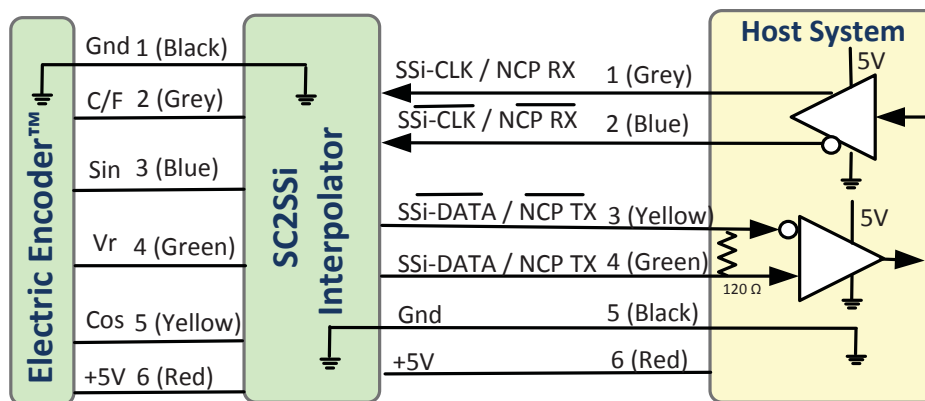 Electric Encoder™
Gnd 1 (Black)
C/F 2 (Grey)
Sin 3 (Blue)
Vr 4 (Green)
Cos 5 (Yellow)
+5V 6 (Red)
SC2SSi
Interpolator
SSi-CLK / NCP RX 1 (Grey)
SSi-CLK / NCP RX 2 (Blue)
SSi-DATA / NCP TX 3 (Yellow)
SSi-DATA / NCP TX 4 (Green)
Gnd 5 (Black)
+5V 6 (Red)
Host System
5V
5V
120 Ω